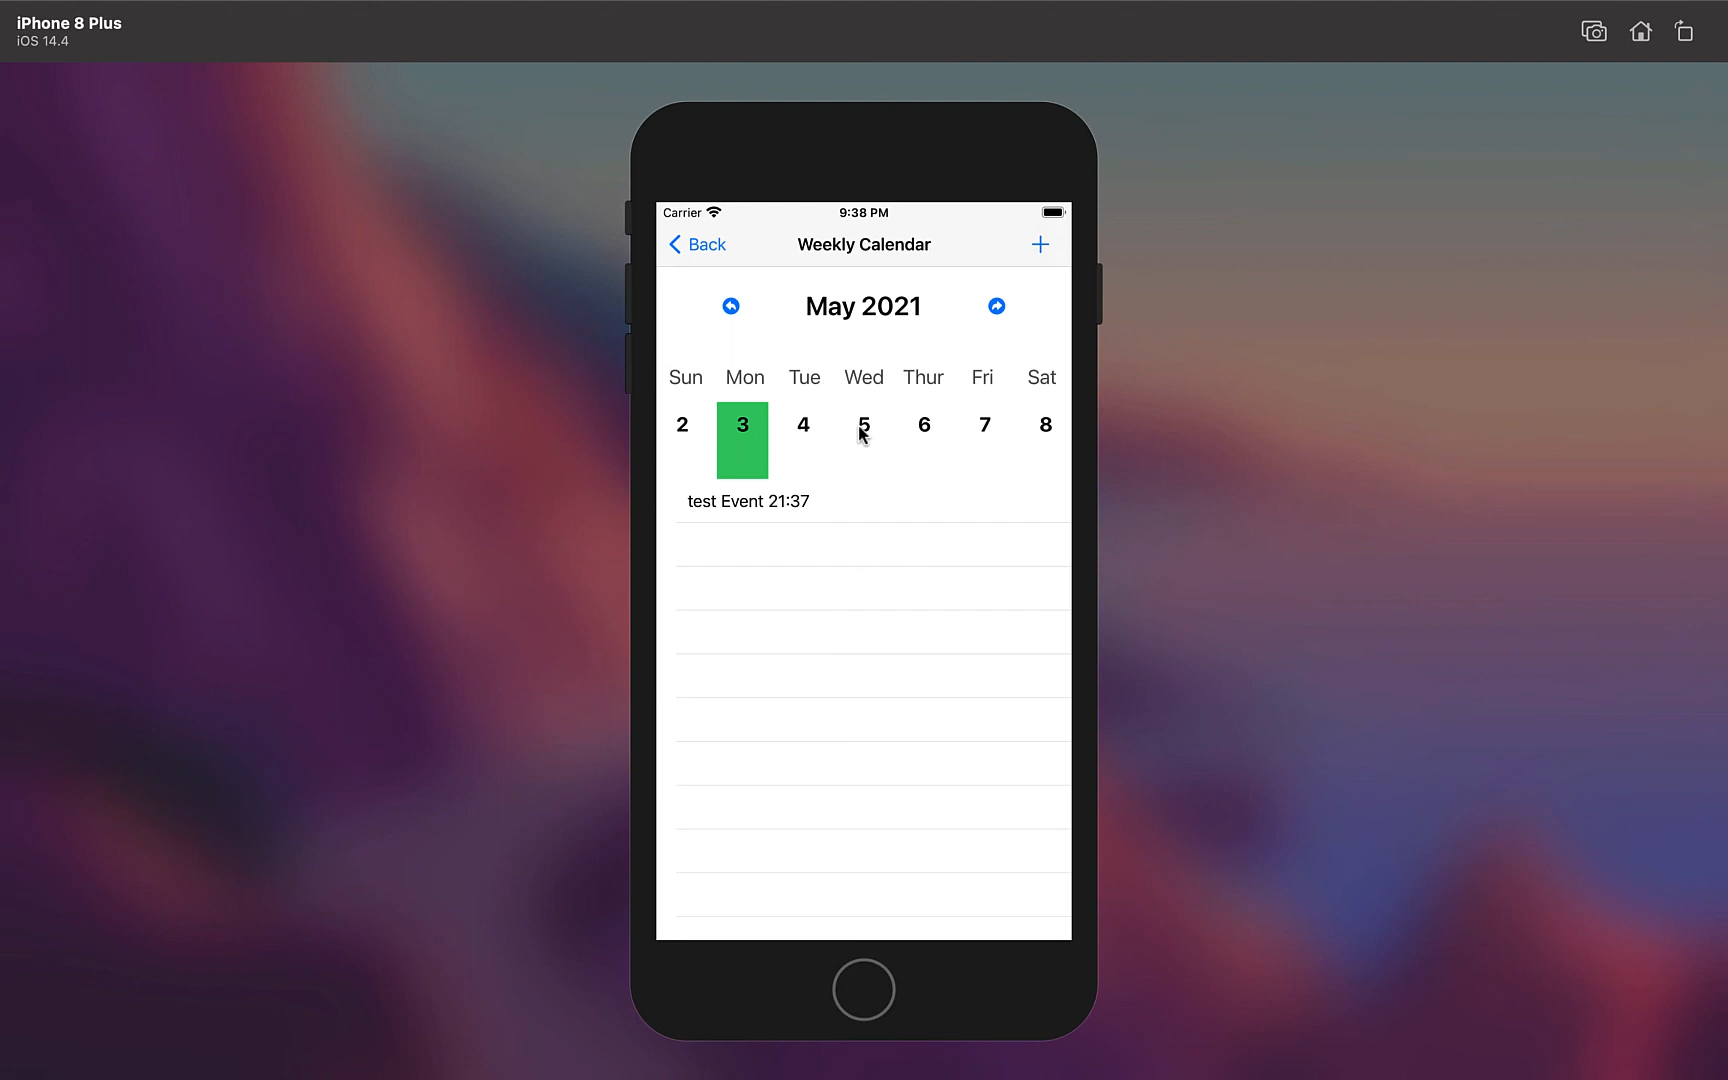 iPhone 8 Plus
iOS 14.4
Carrier 9:38 PM
Back Weekly Calendar
May 2021
Sun Mon Tue Wed Thur Fri Sat
2 3 4 5 6 7 8
test Event 21:37